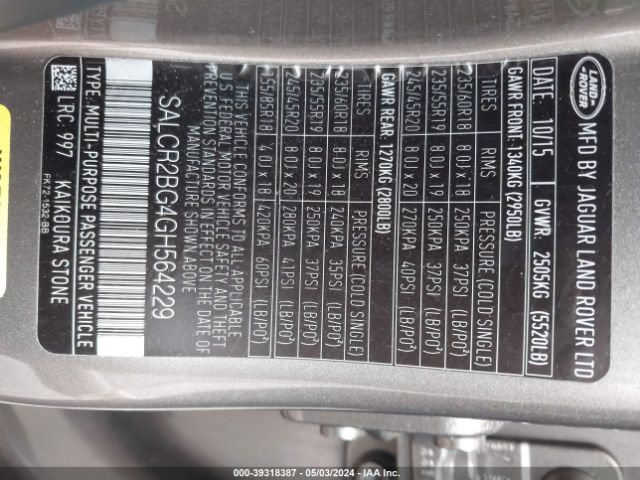 LAND-
ROVER
MFD BY JAGUAR LAND ROVER LTD
DATE: 10/15 GVWR: 2505KG (5520LB)
GAWR FRONT: 1340KG (2950LB)
TIRES RIMS PRESSURE (COLD SINGLE)
235/60R18 8.0J x 18 250KPA 37PSI (LB/PO²)
235/55R19 8.0J x 19 250KPA 37PSI (LB/PO²)
245/45R20 8.0J x 20 270KPA 40PSI (LB/PO²)
GAWR REAR: 1270KG (2800LB)
TIRES RIMS PRESSURE (COLD SINGLE)
235/60R18 8.0J x 18 240KPA 35PSI (LB/PO²)
235/55R19 8.0J x 19 250KPA 37PSI (LB/PO²)
245/45R20 8.0J x 20 280KPA 41PSI (LB/PO²)
155/85R18 4.0J x 18 420KPA 60PSI (LB/PO²)
THIS VEHICLE CONFORMS TO ALL APPLICABLE
U S FEDERAL MOTOR VEHICLE SAFETY AND THEFT
PREVENTION STANDARDS IN EFFECT ON THE DATE OF
MANUFACTURE SHOWN ABOVE
SALCR2BG4GH564229
TYPE: MULTI-PURPOSE PASSENGER VEHICLE
LRC: 997 KAIKOURA STONE
FK72-1532-BB
00:00 - 39318387 - 05/03/2024 - IAA Inc.